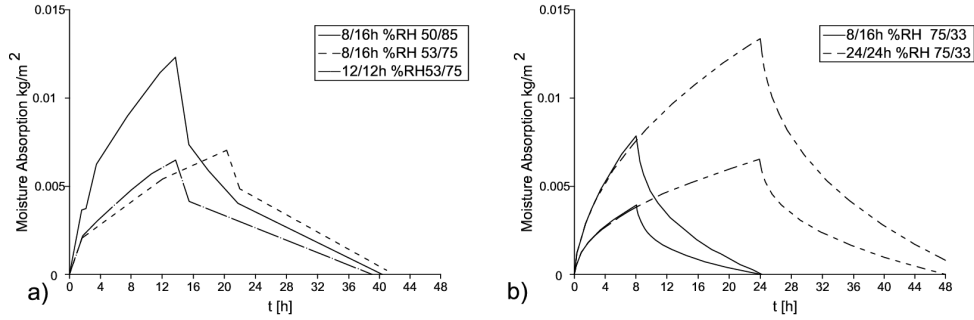 0.015
0.01
0.005
0
Moisture Absorption kg/m²
8/16h %RH 50/85
8/16h %RH 53/75
12/12h %RH53/75
0 4 8 12 16 20 24 28 32 36 40 44 48
t [h]
a)
0.015
0.01
0.005
0
Moisture Absorption kg/m²
8/16h %RH 75/33
24/24h %RH 75/33
0 4 8 12 16 20 24 28 32 36 40 44 48
t [h]
b)